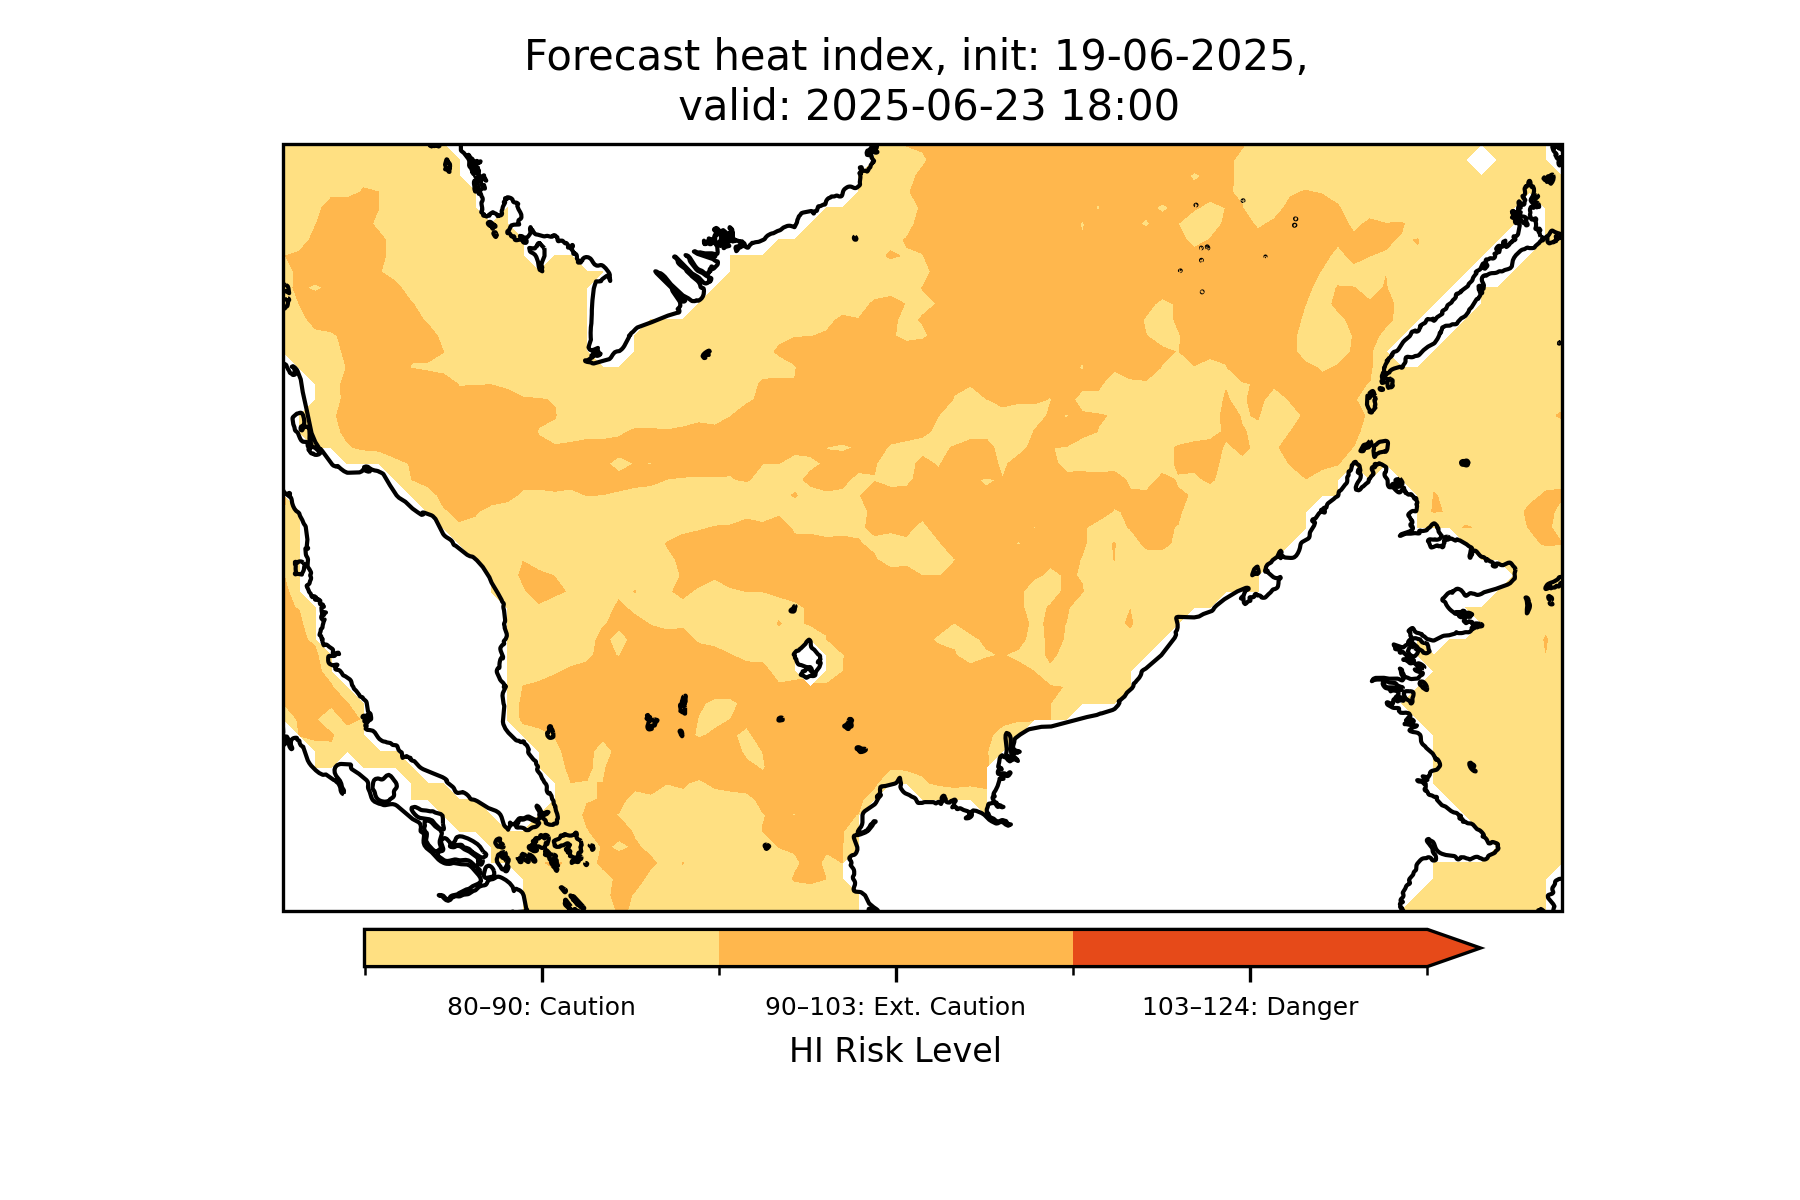 Forecast heat index, init: 19-06-2025,
valid: 2025-06-23 18:00
80–90: Caution
90–103: Ext. Caution
103–124: Danger
HI Risk Level